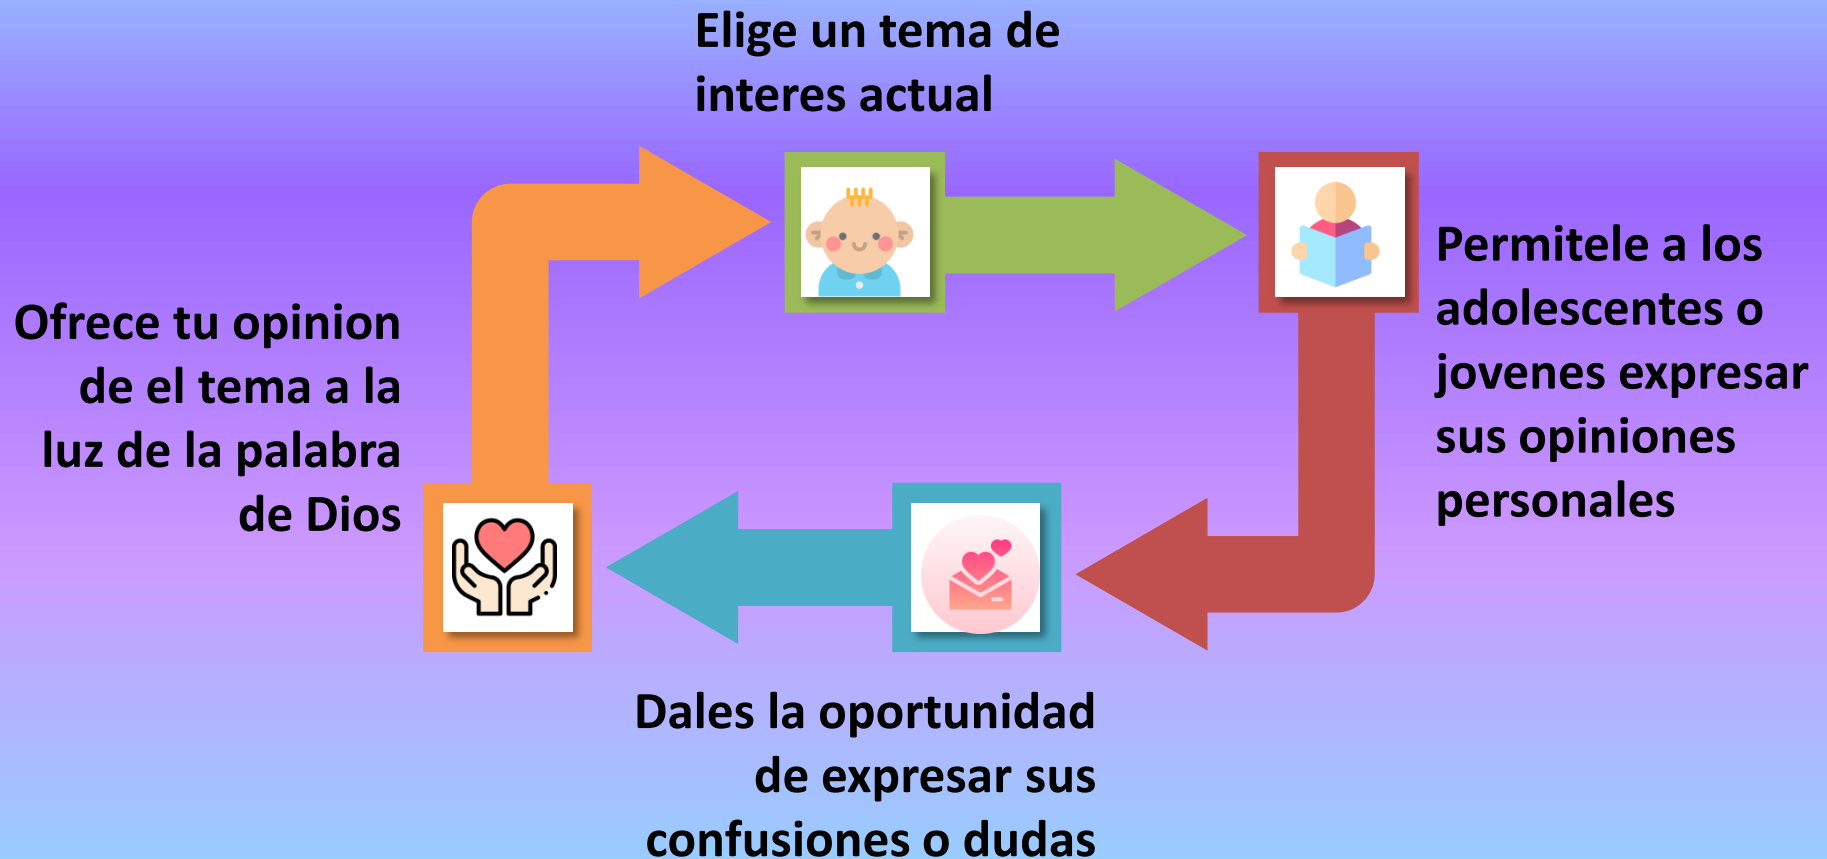 Elige un tema de
interes actual
Permitele a los
adolescentes o
jovenes expresar
sus opiniones
personales
Dales la oportunidad
de expresar sus
confusiones o dudas
Ofrece tu opinion
de el tema a la
luz de la palabra
de Dios